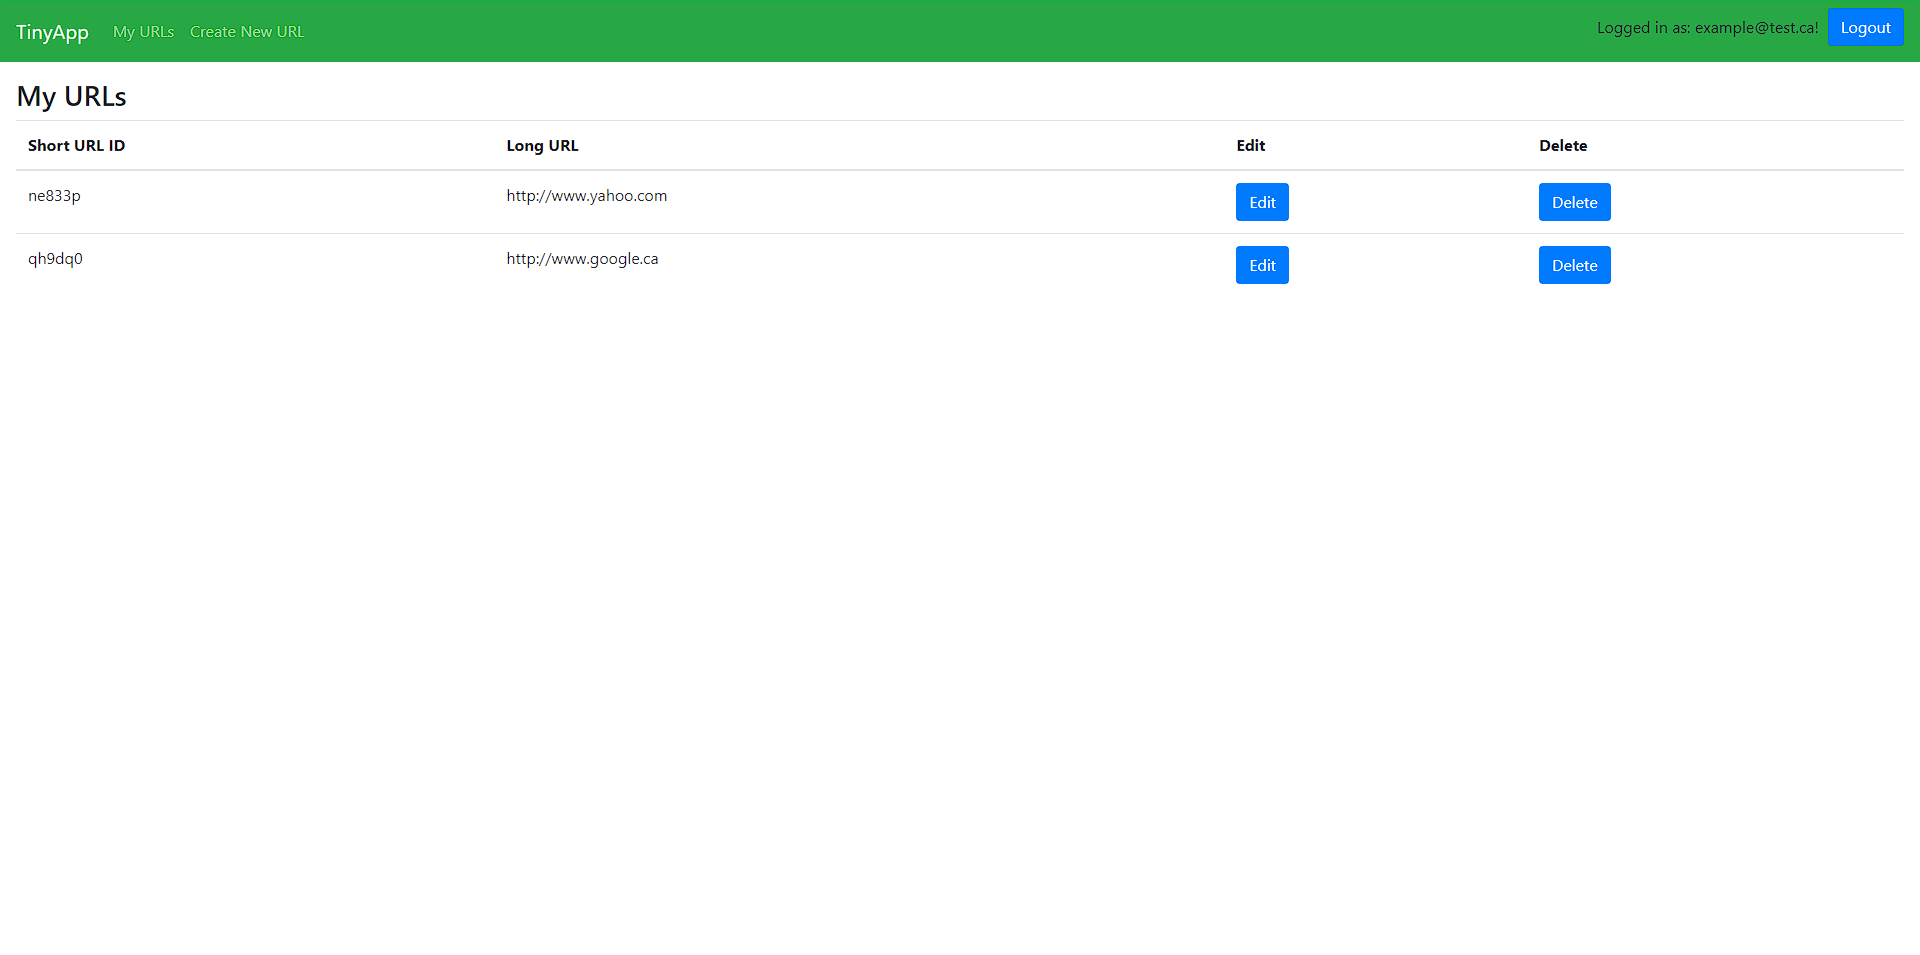 TinyApp My URLs Create New URL Logged in as: example@test.ca! Logout
My URLs
Short URL ID Long URL Edit Delete
ne833p http://www.yahoo.com Edit Delete
qh9dq0 http://www.google.ca Edit Delete